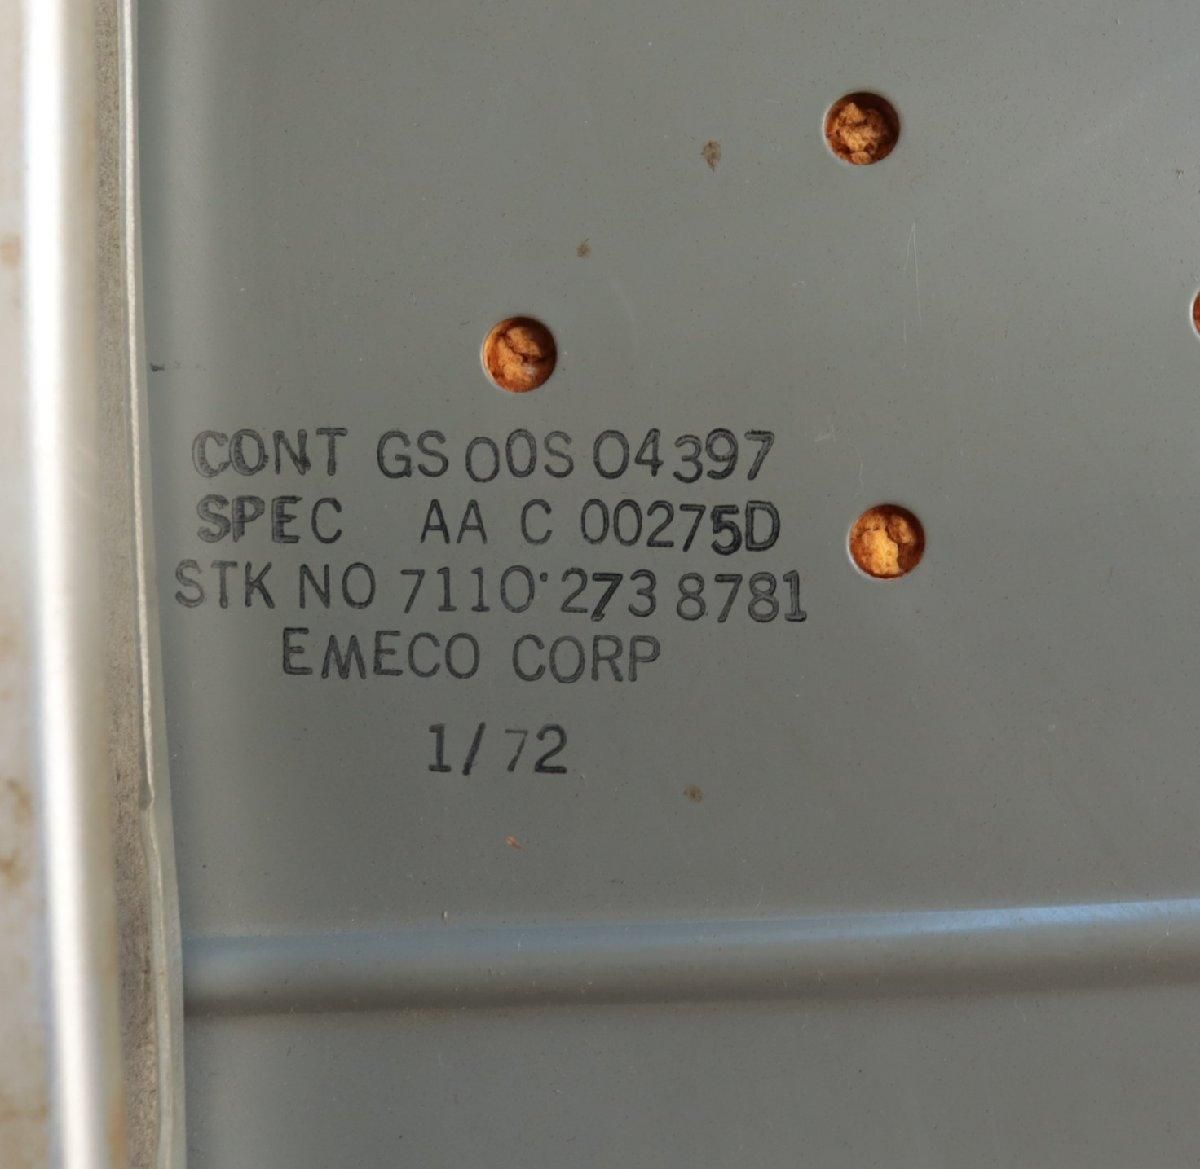 CONT GS 00S 04397
SPEC AA C 00275D
STK NO 7110·273 8781
EMECO CORP
1/72